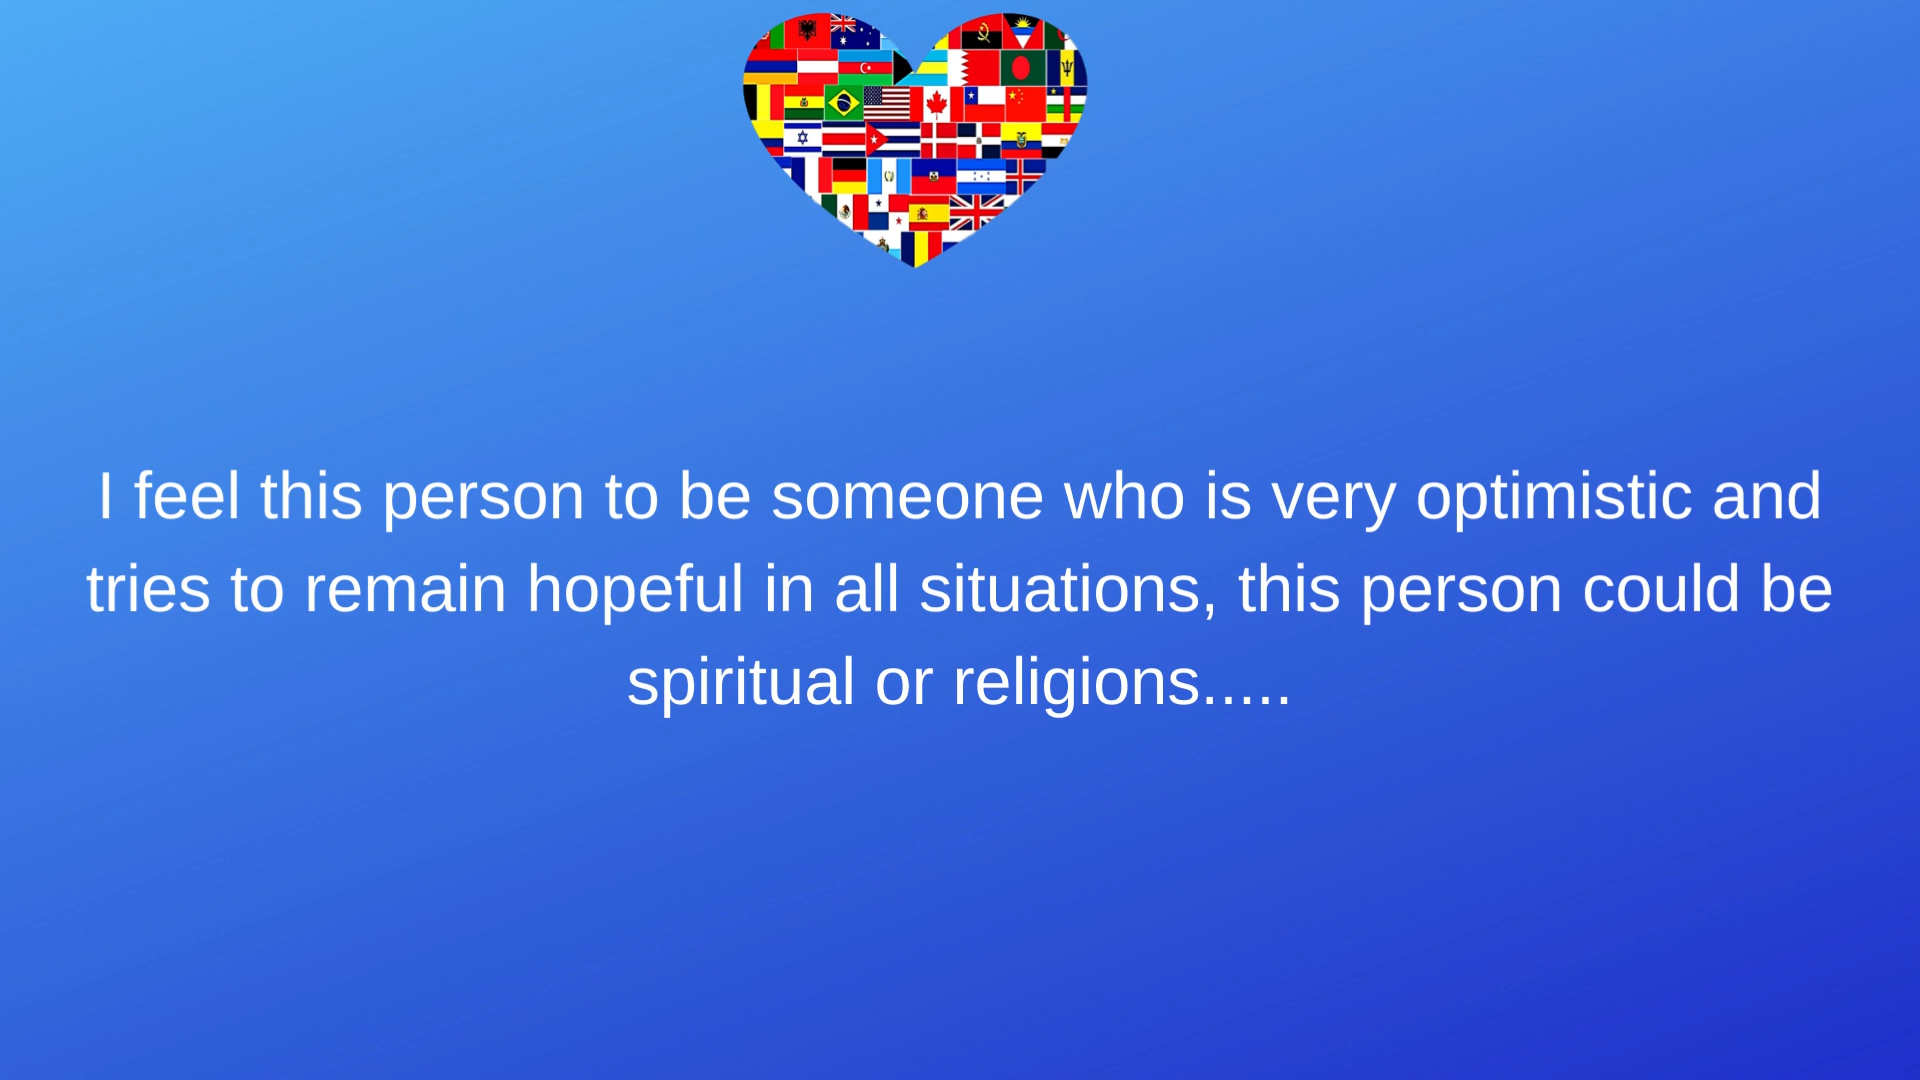 I feel this person to be someone who is very optimistic and
tries to remain hopeful in all situations, this person could be
spiritual or religions.....